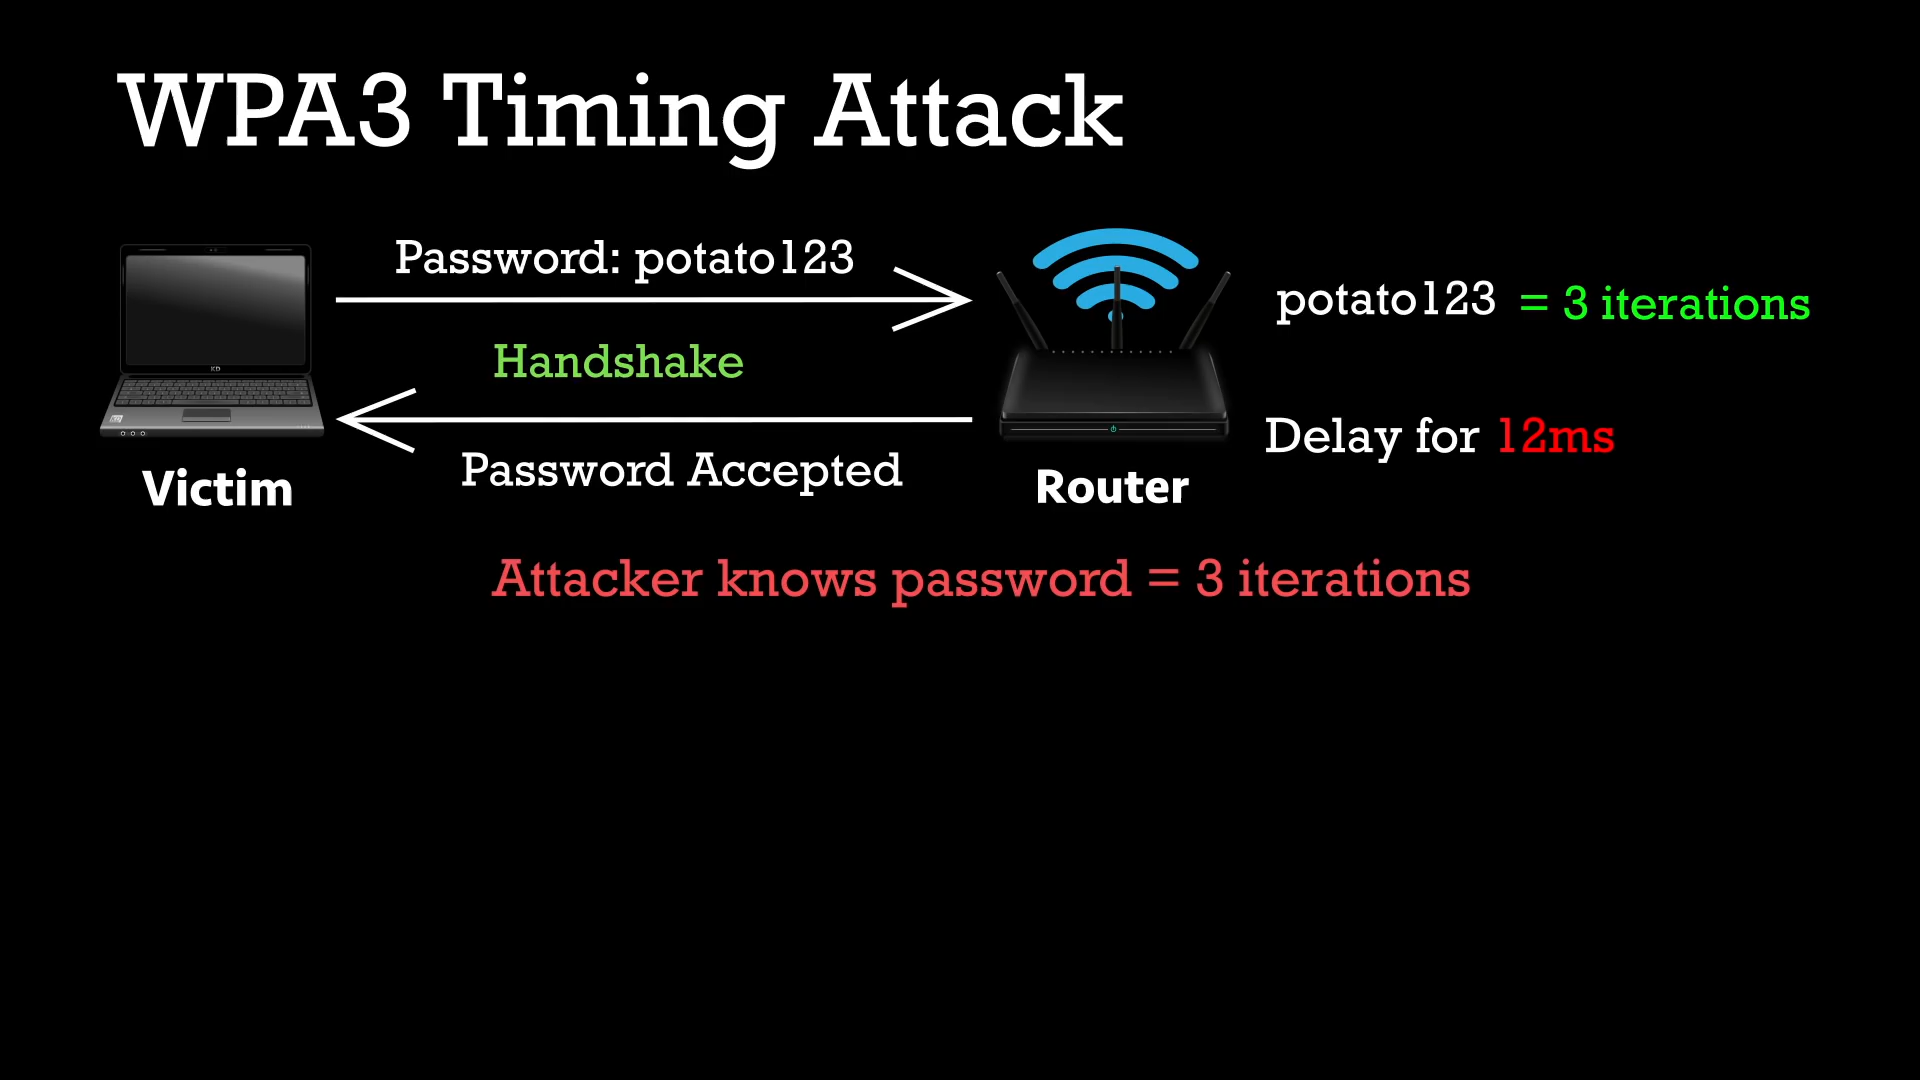 WPA3 Timing Attack
Password: potato123
potato123 = 3 iterations
Handshake
Delay for 12ms
Password Accepted
Victim
Router
Attacker knows password = 3 iterations